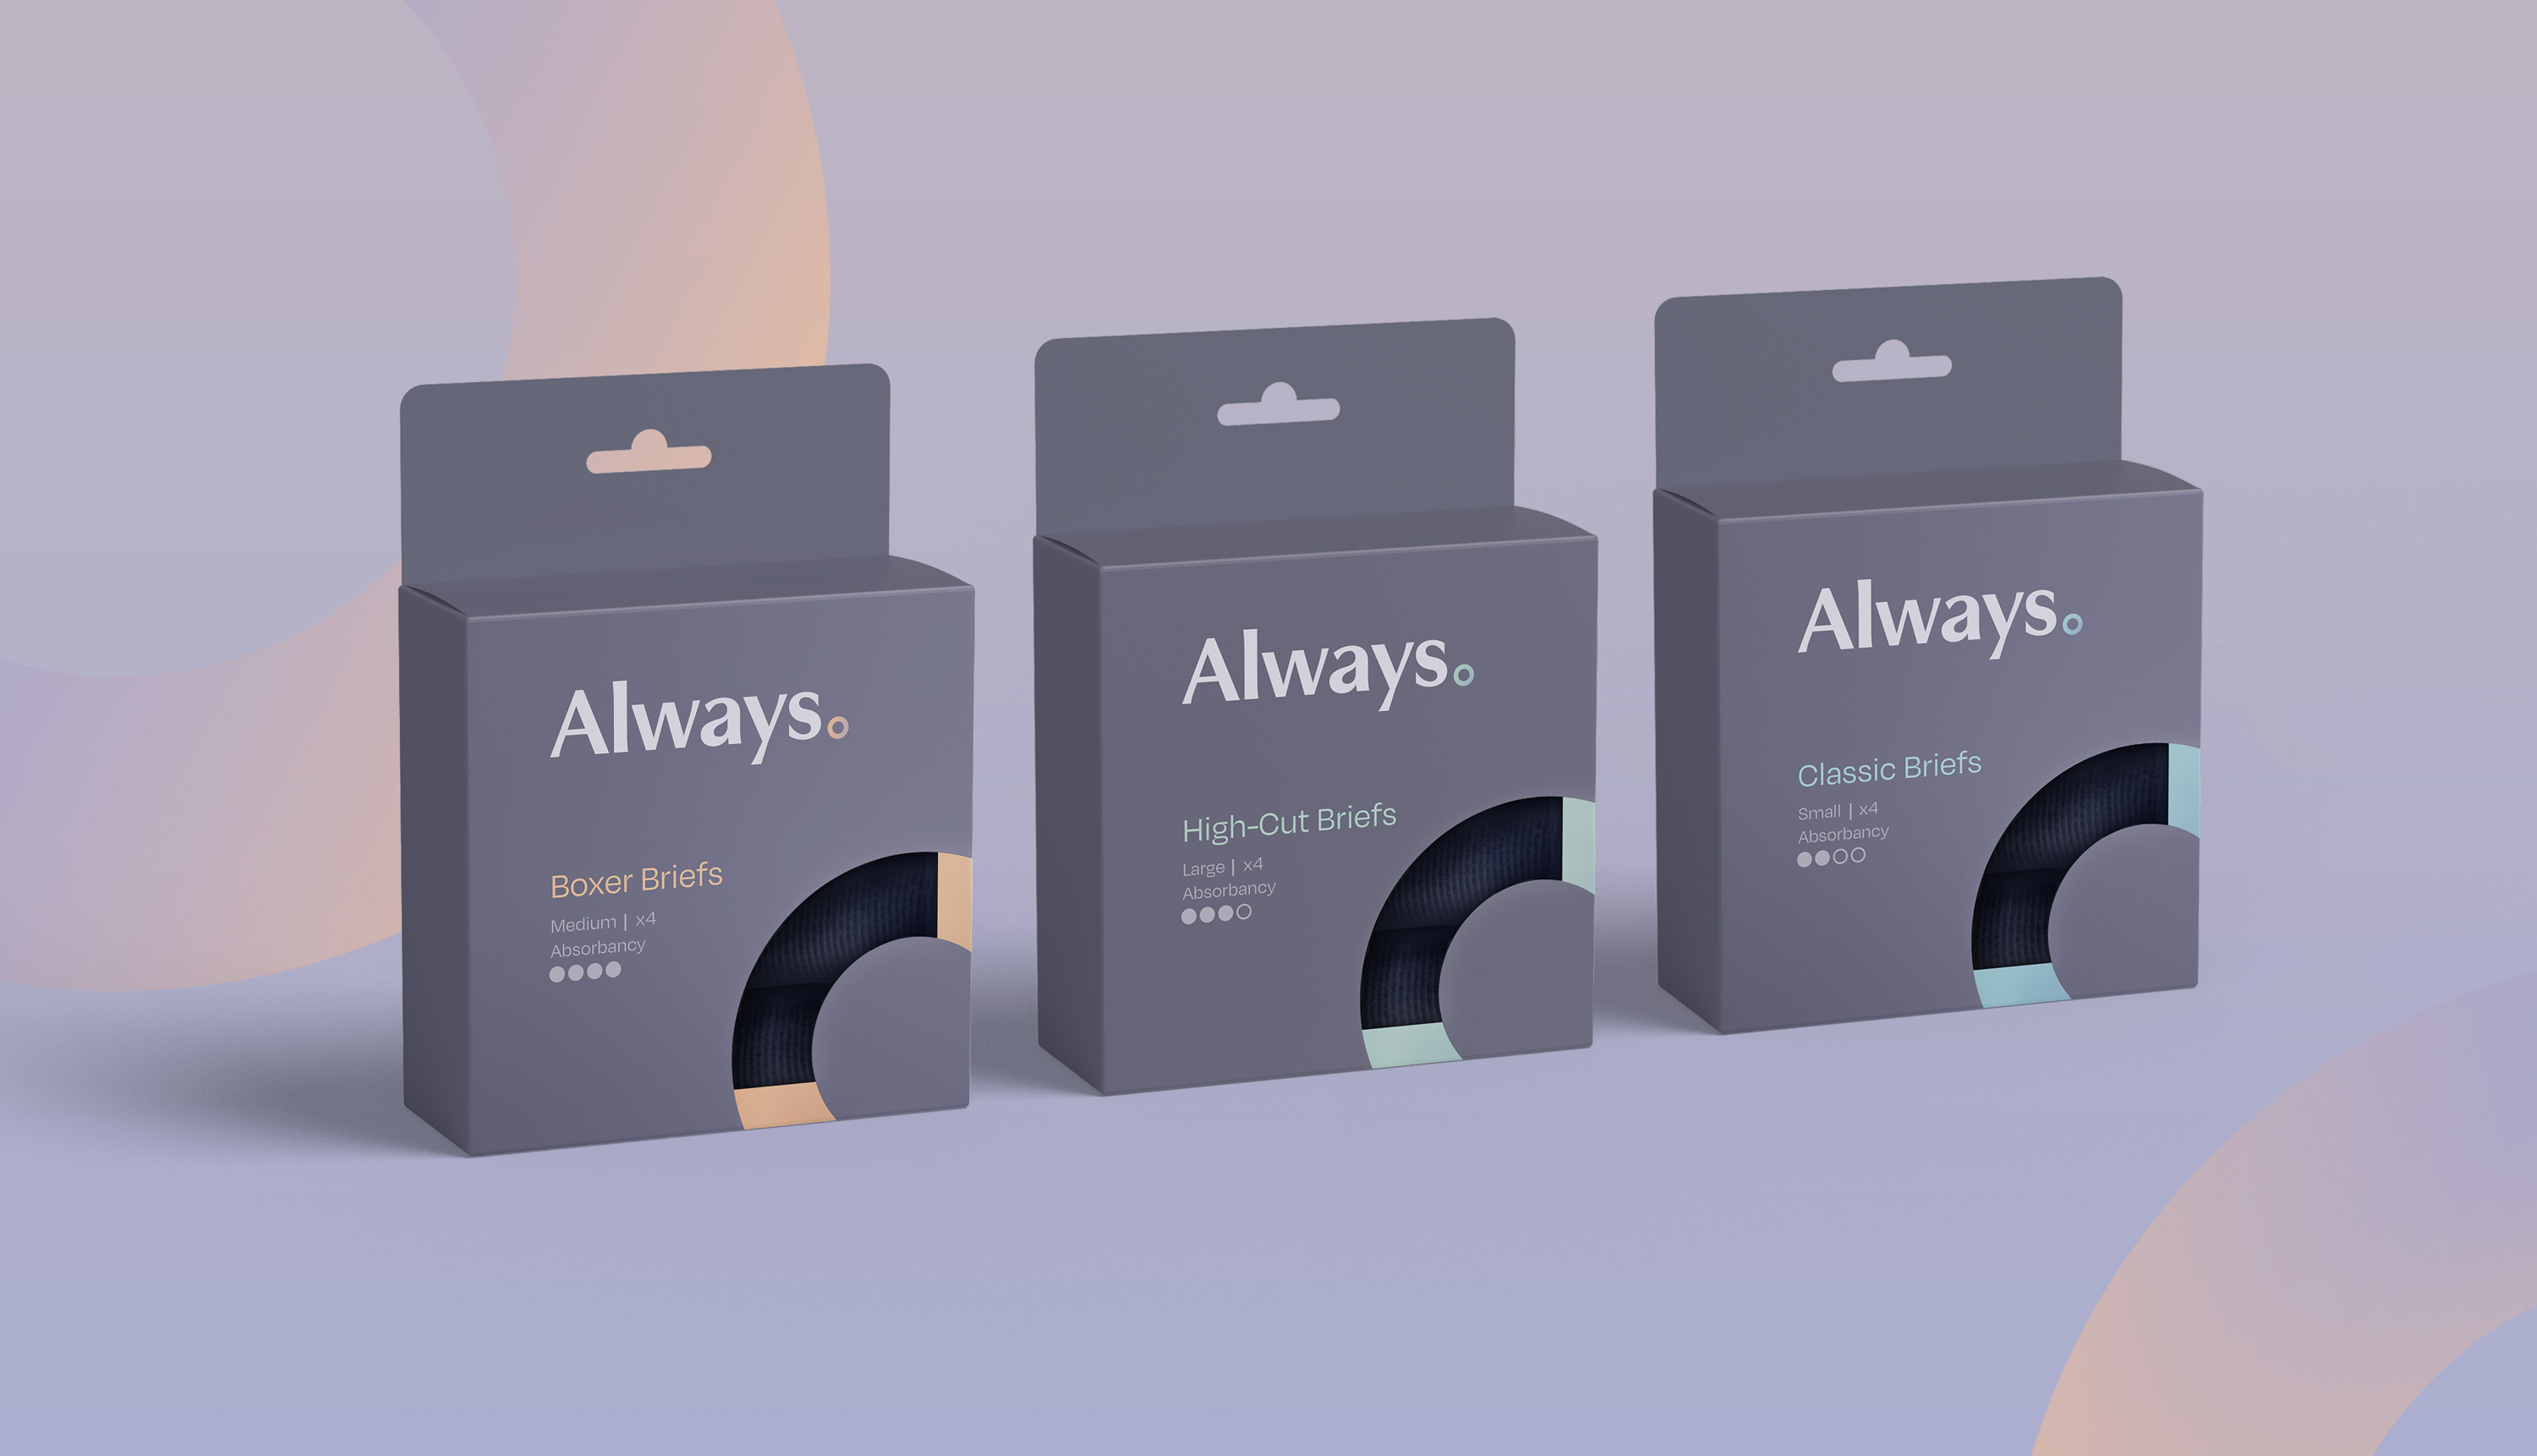 Always
Boxer Briefs
Medium | x4
Absorbancy
Always
High-Cut Briefs
Large | x4
Absorbancy
Always
Classic Briefs
Small | x4
Absorbancy